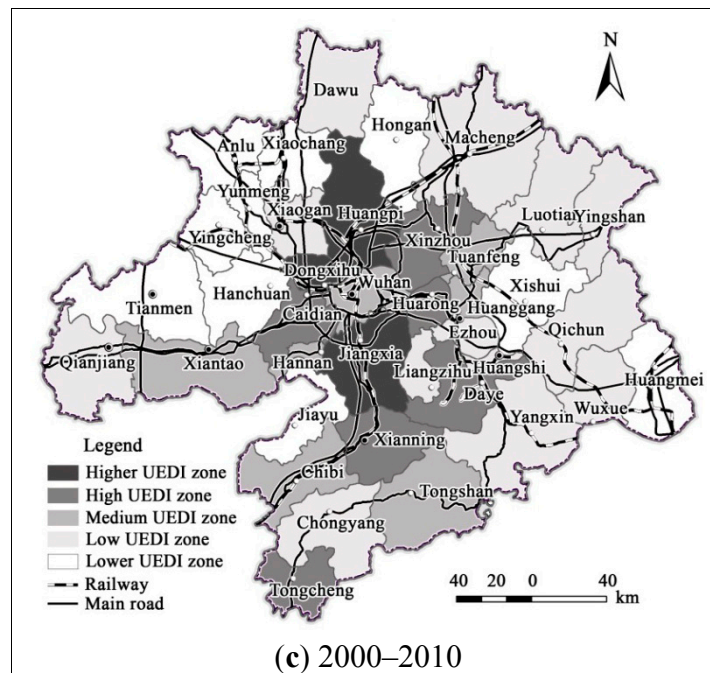 N
Dawu
Hongan
Macheng
Anlu
Xiaochang
Yunmeng
Xiaogan
Huangpi
Luotian
Yingshan
Yingcheng
Xinzhou
Tuanfeng
Dongxihu
Wuhan
Xishui
Tianmen
Hanchuan
Huarong
Huanggang
Caidian
Ezhou
Qichun
Qianjiang
Xiantao
Hannan
Jiangxia
Liangzihu
Huangshi
Huangmei
Daye
Wuxue
Jiayu
Yangxin
Xianning
Chibi
Tongshan
Chongyang
Tongcheng
Legend
Higher UEDI zone
High UEDI zone
Medium UEDI zone
Low UEDI zone
Lower UEDI zone
Railway
Main road
40 20 0 40
km
(c) 2000–2010